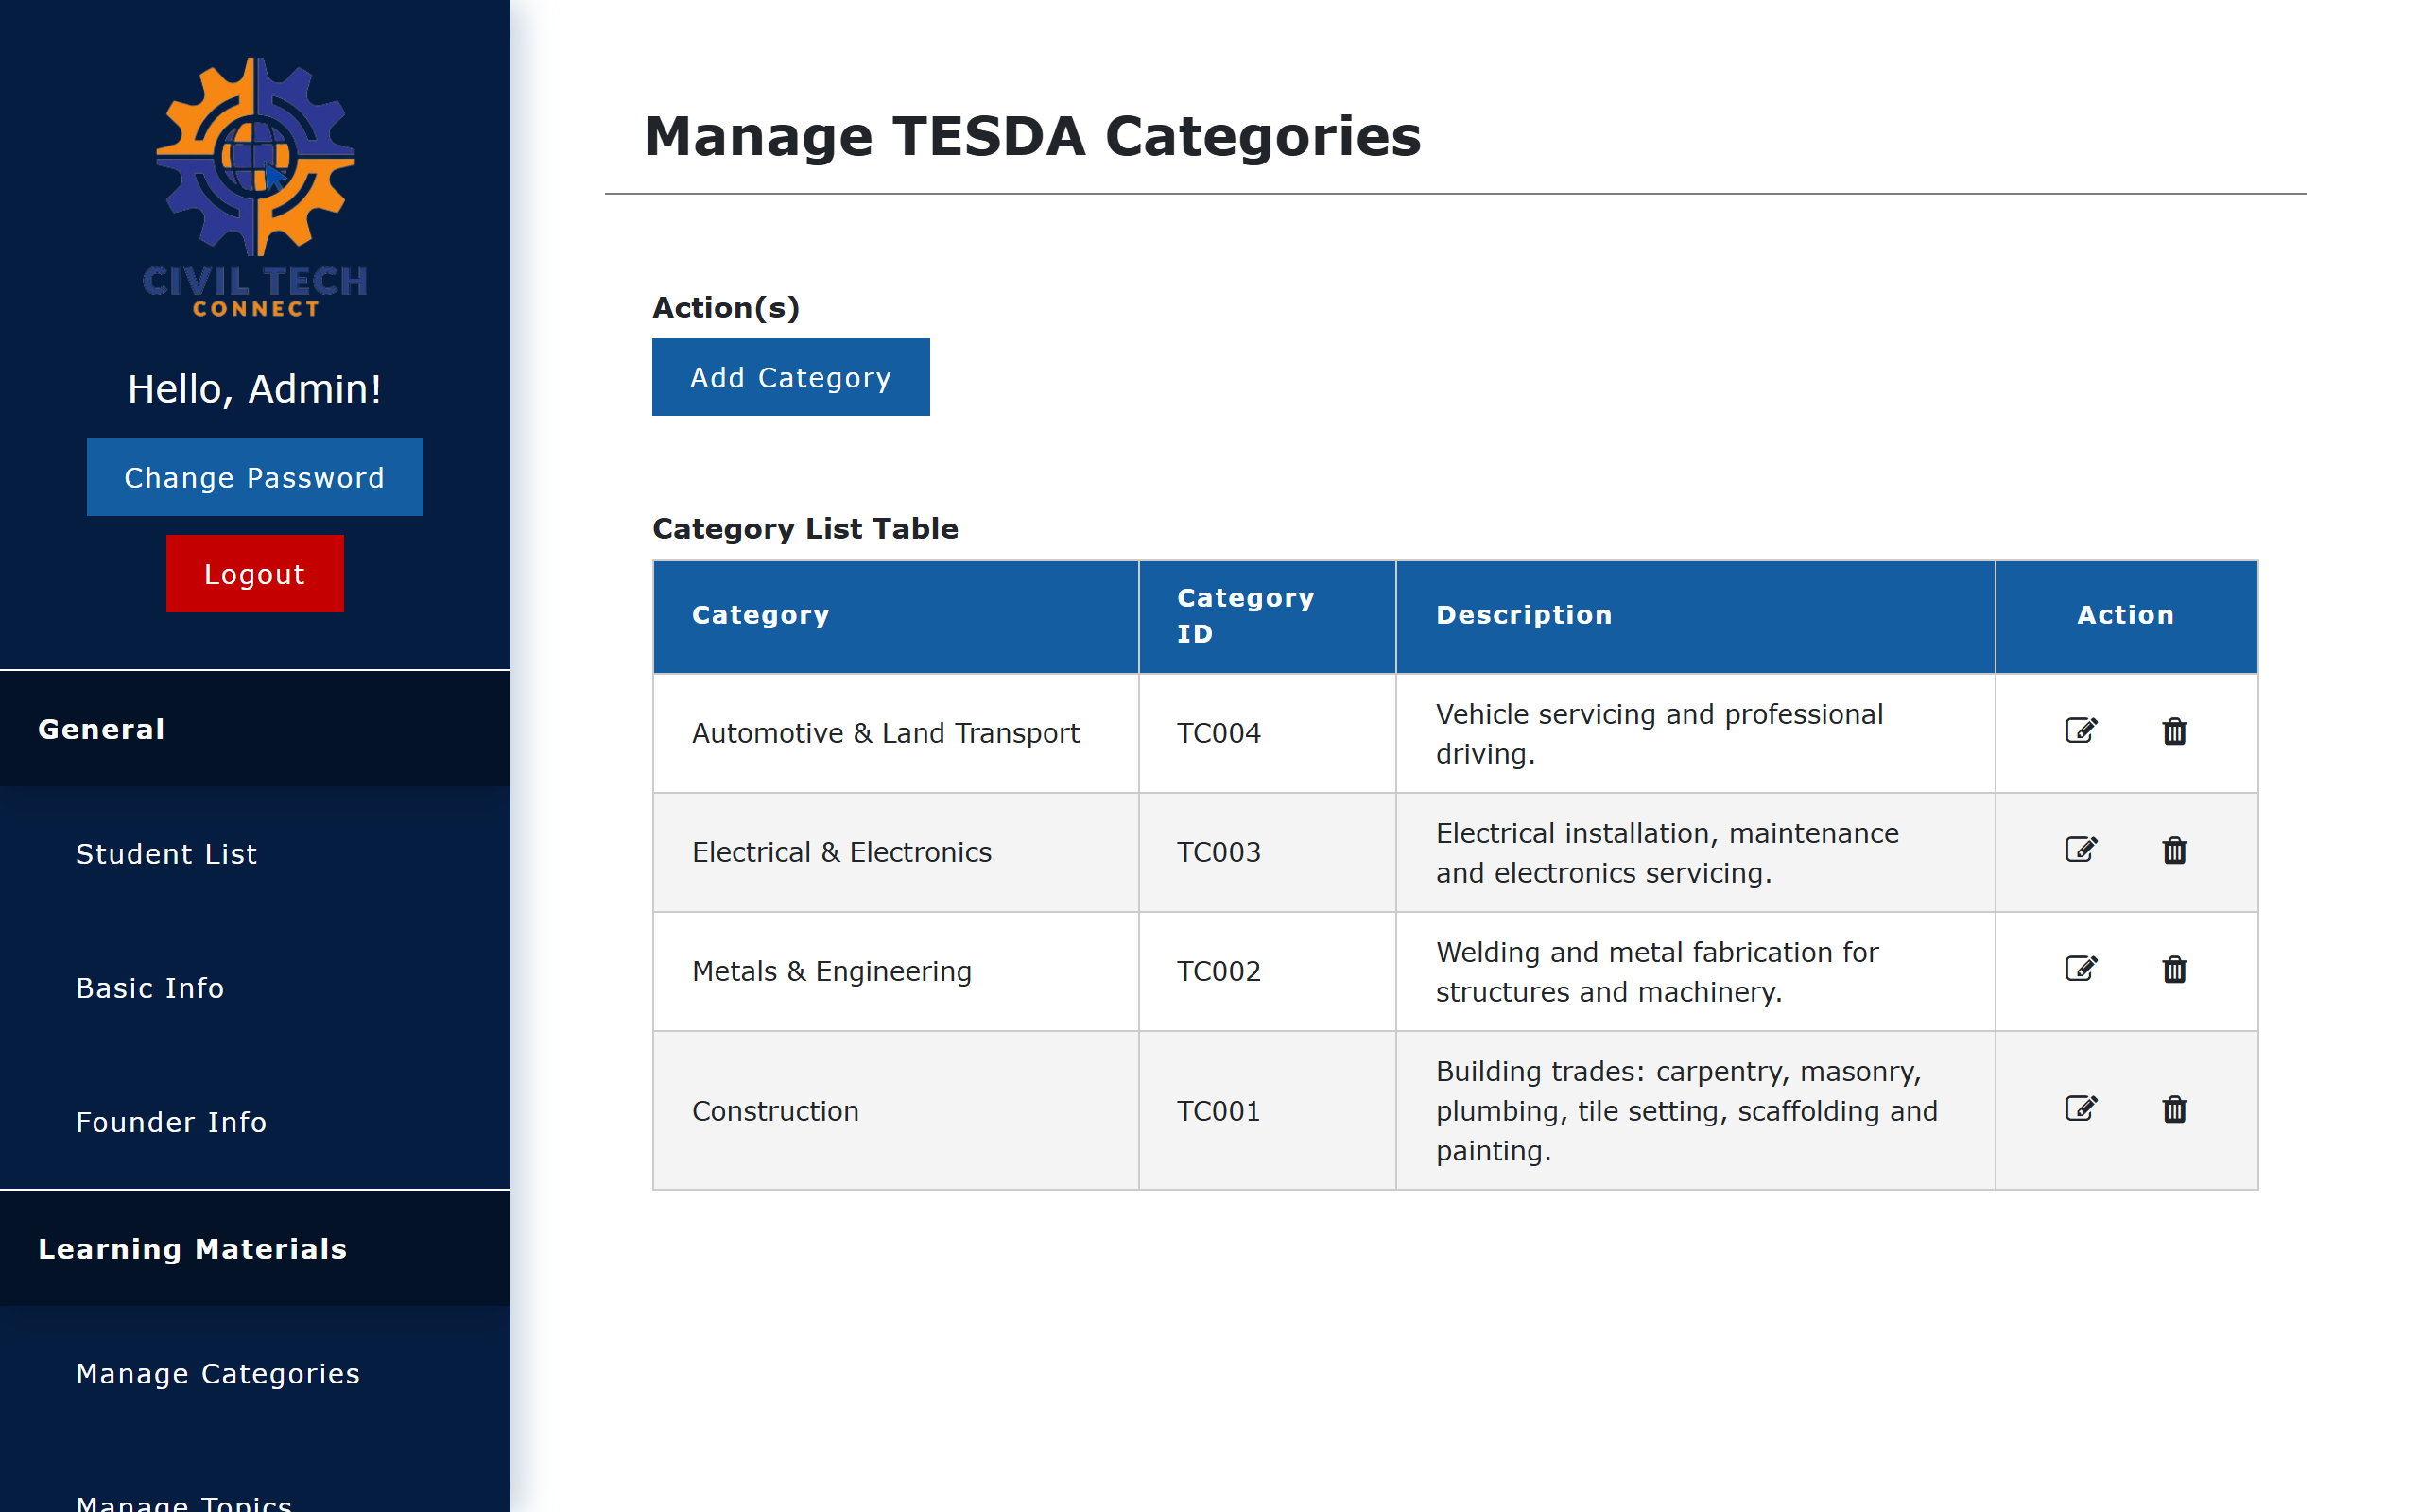 CIVIL TECH
CONNECT
Hello, Admin!
Change Password
Logout
General
Student List
Basic Info
Founder Info
Learning Materials
Manage Categories
Manage Topics
Manage TESDA Categories
Action(s)
Add Category
Category List Table
Category
Category
ID
Description
Action
Automotive & Land Transport
TC004
Vehicle servicing and professional
driving.
Electrical & Electronics
TC003
Electrical installation, maintenance
and electronics servicing.
Metals & Engineering
TC002
Welding and metal fabrication for
structures and machinery.
Construction
TC001
Building trades: carpentry, masonry,
plumbing, tile setting, scaffolding and
painting.